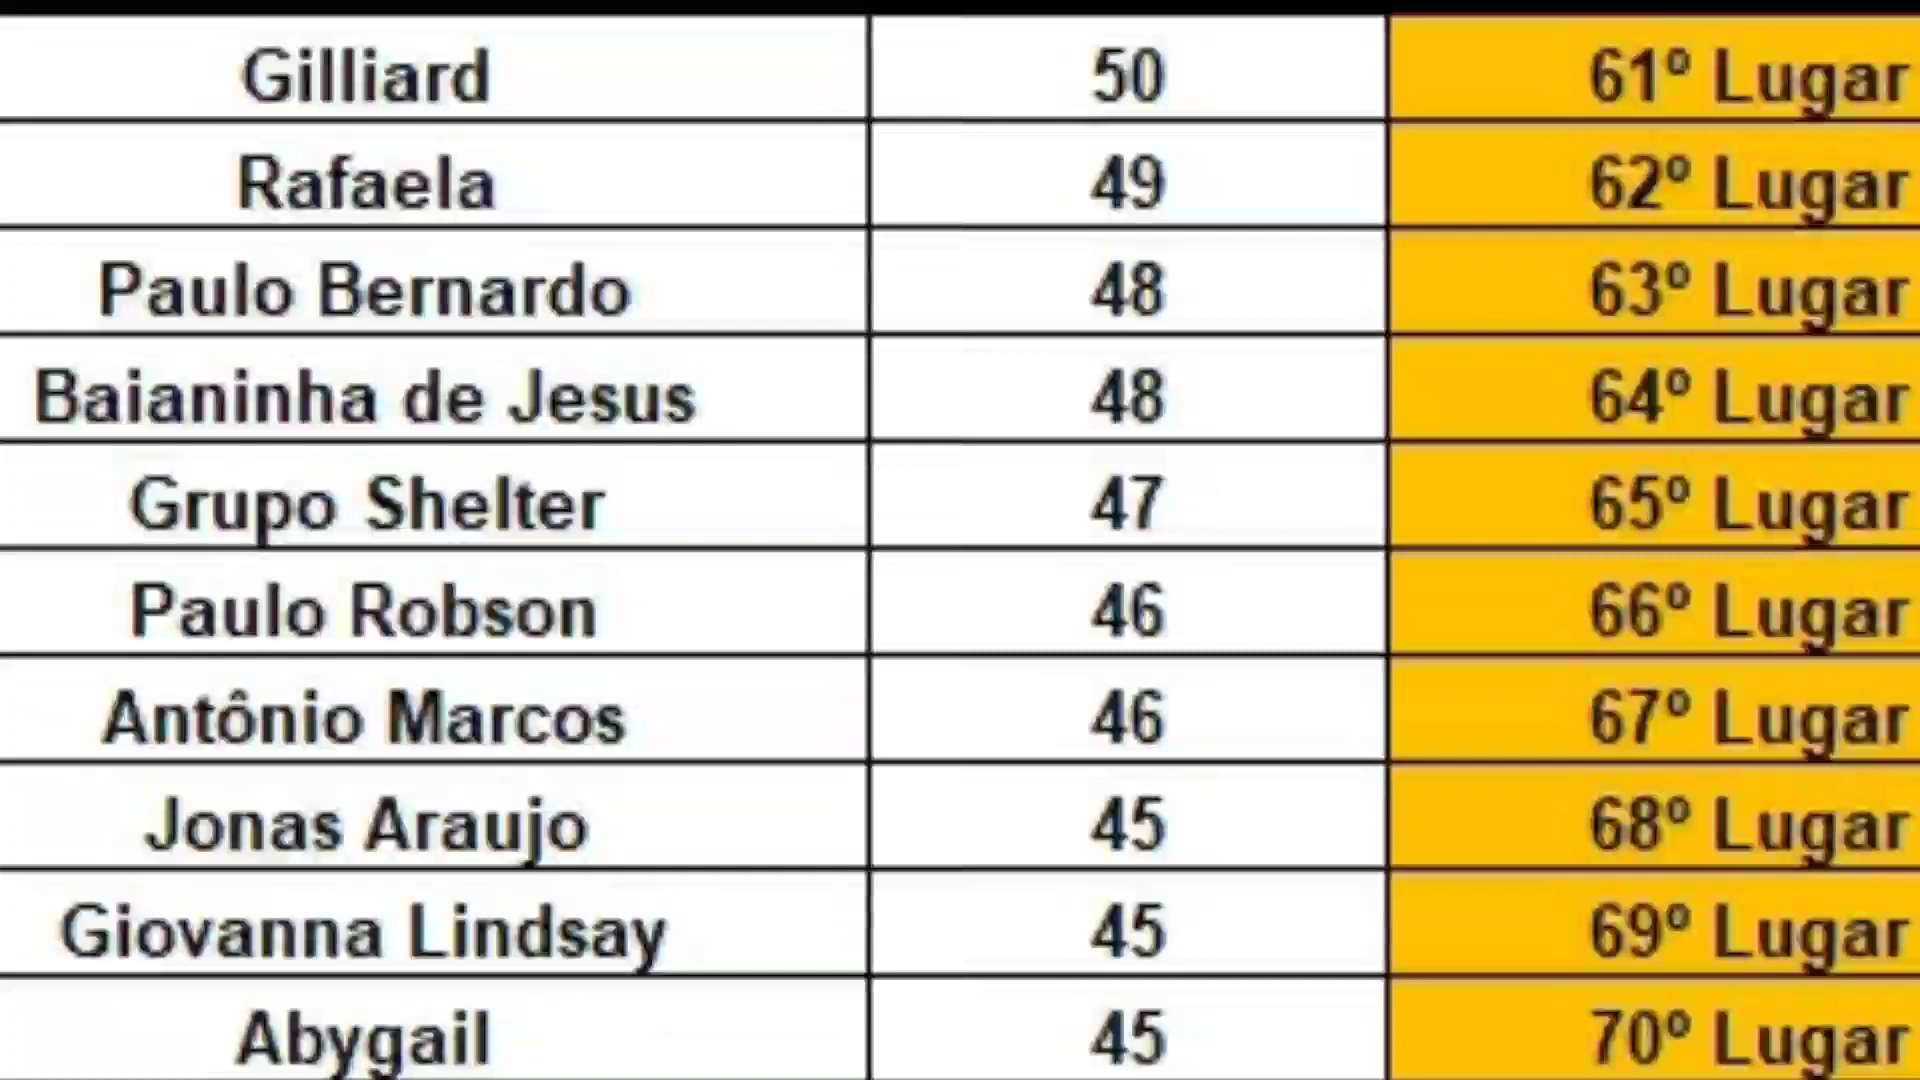 Gilliard 50 61º Lugar
Rafaela 49 62º Lugar
Paulo Bernardo 48 63º Lugar
Baianinha de Jesus 48 64º Lugar
Grupo Shelter 47 65º Lugar
Paulo Robson 46 66º Lugar
Antônio Marcos 46 67º Lugar
Jonas Araujo 45 68º Lugar
Giovanna Lindsay 45 69º Lugar
Abygail 45 70º Lugar